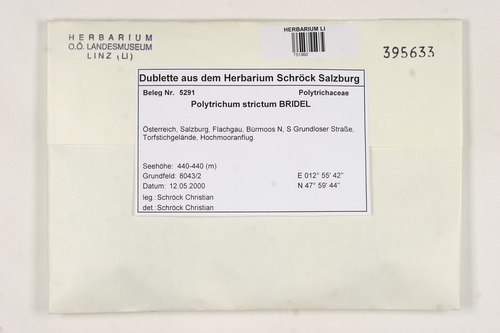 HERBARIUM
O.Ö. LANDESMUSEUM
LINZ (LI)
HERBARIUM LI
751360
395633
Dublette aus dem Herbarium Schröck Salzburg
Beleg Nr. 5291 Polytrichaceae
Polytrichum strictum BRIDEL
Österreich, Salzburg, Flachgau, Bürmoos N, S Grundloser Straße,
Torfstichgelände, Hochmooranflug.
Seehöhe: 440-440 (m)
Grundfeld: 8043/2 E 012° 55' 42"
Datum: 12.05.2000 N 47° 59' 44"
leg.:Schröck Christian
det.:Schröck Christian